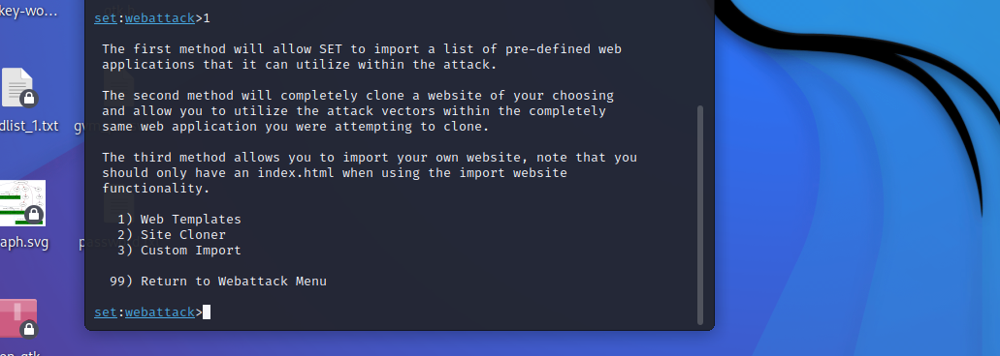 key-wo...
set:webattack>1
The first method will allow SET to import a list of pre-defined web
applications that it can utilize within the attack.
The second method will completely clone a website of your choosing
and allow you to utilize the attack vectors within the completely
same web application you were attempting to clone.
The third method allows you to import your own website, note that you
should only have an index.html when using the import website
functionality.
1) Web Templates
2) Site Cloner
3) Custom Import
99) Return to Webattack Menu
set:webattack>
dlist_1.txt
aph.svg